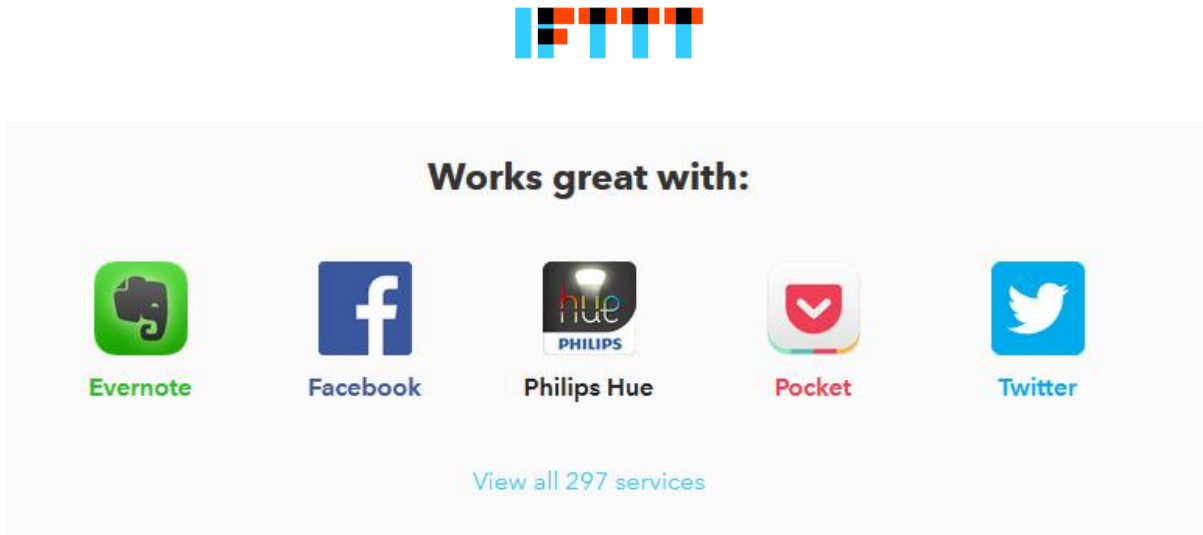 IFTTT
Works great with:
hue
PHILIPS
Evernote Facebook Philips Hue Pocket Twitter
View all 297 services